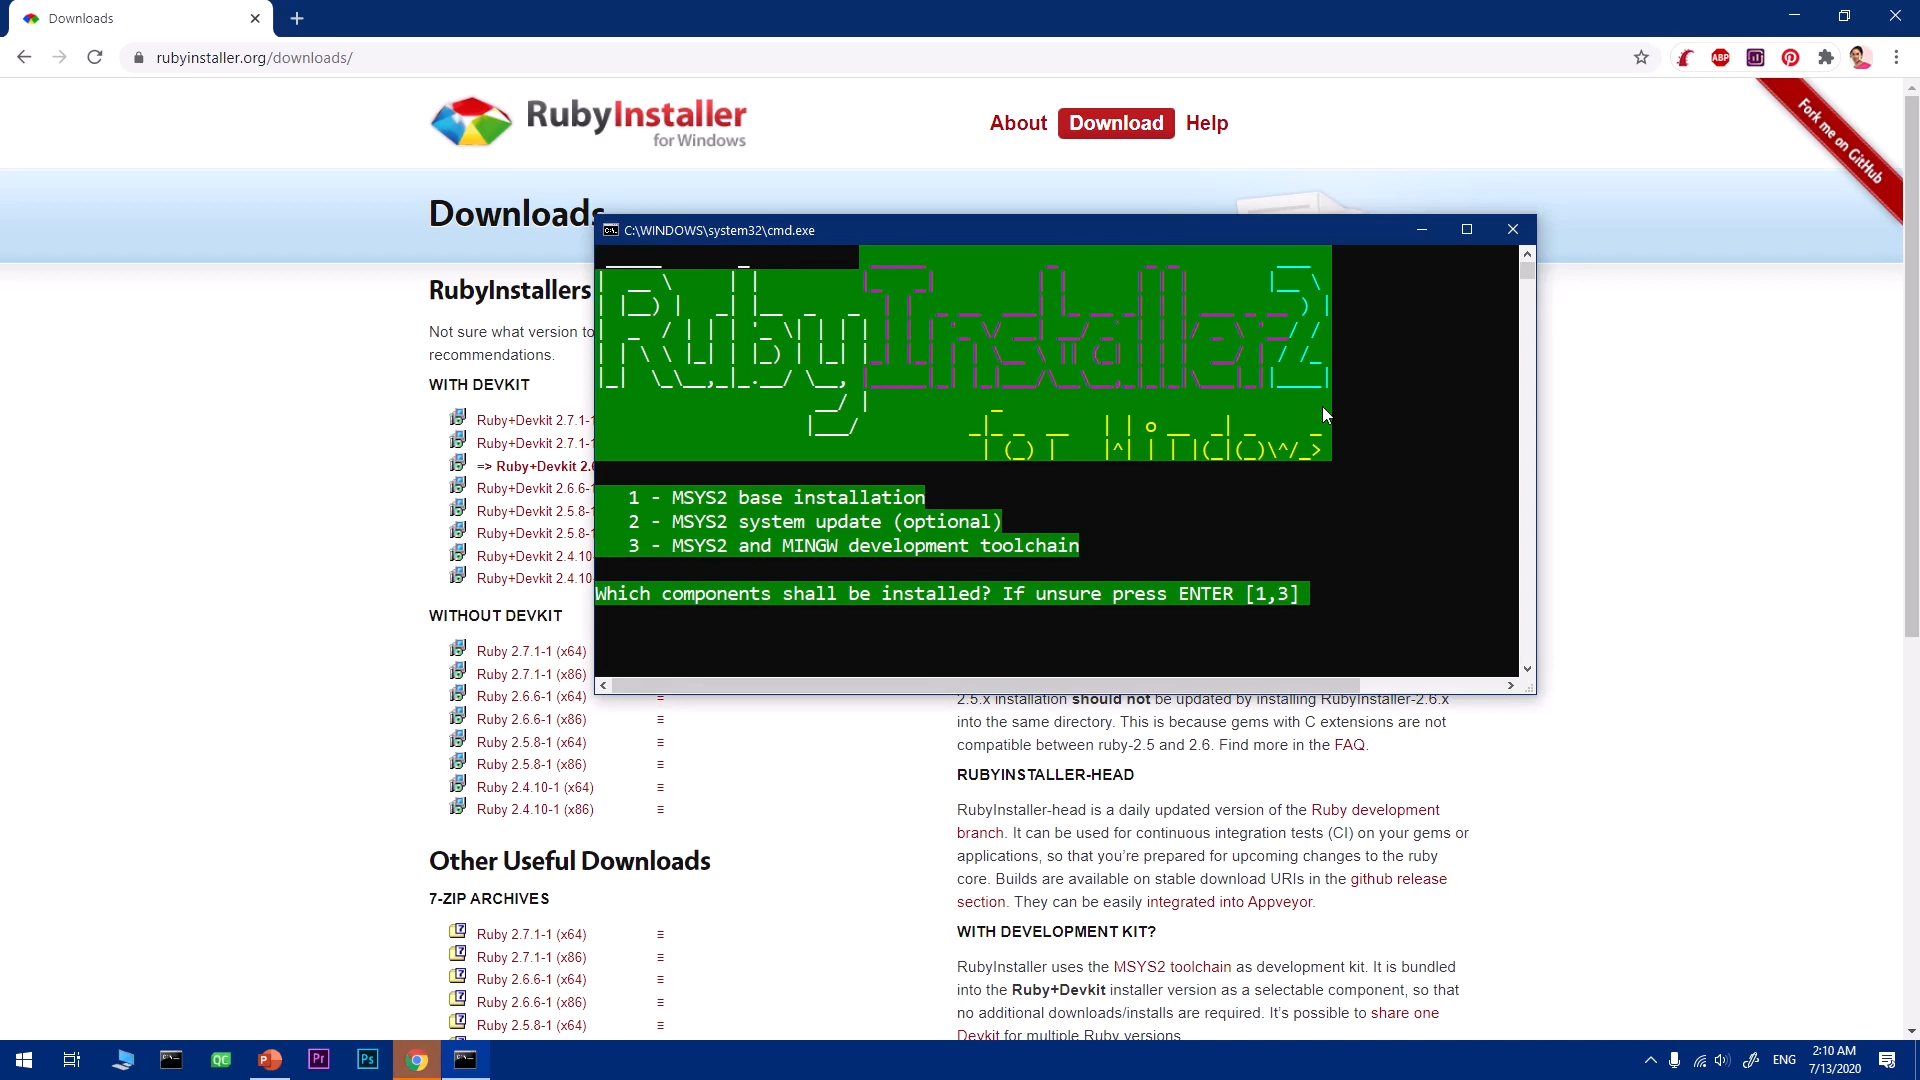 Downloads
rubyinstaller.org/downloads/
ABP
RubyInstaller
for Windows
About Download Help
Fork me on GitHub
Downloads
C:\WINDOWS\system32\cmd.exe
RubyInstaller2
for Windows
1 - MSYS2 base installation
2 - MSYS2 system update (optional)
3 - MSYS2 and MINGW development toolchain
Which components shall be installed? If unsure press ENTER [1,3]
RubyInstallers
Not sure what version to
recommendations.
WITH DEVKIT
Ruby+Devkit 2.7.1-1
Ruby+Devkit 2.7.1-1
=> Ruby+Devkit 2.6
Ruby+Devkit 2.6.6-1
Ruby+Devkit 2.5.8-1
Ruby+Devkit 2.5.8-1
Ruby+Devkit 2.4.10
Ruby+Devkit 2.4.10
WITHOUT DEVKIT
Ruby 2.7.1-1 (x64)
Ruby 2.7.1-1 (x86)
Ruby 2.6.6-1 (x64)
Ruby 2.6.6-1 (x86)
Ruby 2.5.8-1 (x64)
Ruby 2.5.8-1 (x86)
Ruby 2.4.10-1 (x64)
Ruby 2.4.10-1 (x86)
Other Useful Downloads
7-ZIP ARCHIVES
Ruby 2.7.1-1 (x64)
Ruby 2.7.1-1 (x86)
Ruby 2.6.6-1 (x64)
Ruby 2.6.6-1 (x86)
Ruby 2.5.8-1 (x64)
2.5.x installation should not be updated by installing RubyInstaller-2.6.x
into the same directory. This is because gems with C extensions are not
compatible between ruby-2.5 and 2.6. Find more in the FAQ.
RUBYINSTALLER-HEAD
RubyInstaller-head is a daily updated version of the Ruby development
branch. It can be used for continuous integration tests (CI) on your gems or
applications, so that you’re prepared for upcoming changes to the ruby
core. Builds are available on stable download URIs in the github release
section. They can be easily integrated into Appveyor.
WITH DEVELOPMENT KIT?
RubyInstaller uses the MSYS2 toolchain as development kit. It is bundled
into the Ruby+Devkit installer version as a selectable component, so that
no additional downloads/installs are required. It’s possible to share one
Devkit for multiple Ruby versions
QC
P
Pr
Ps
ENG
2:10 AM
7/13/2020